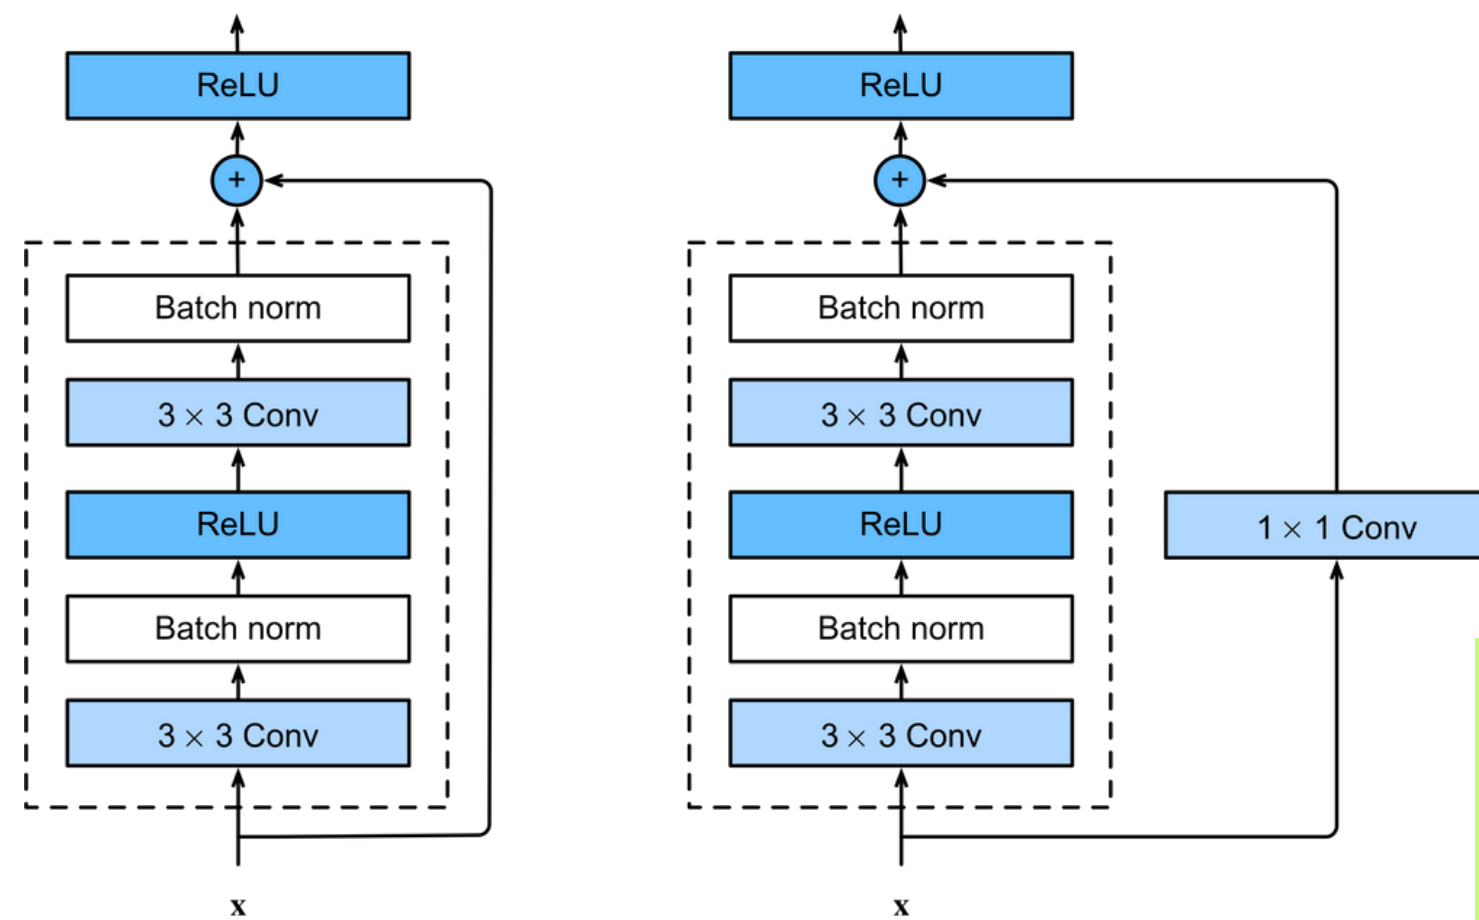 ReLU
+
Batch norm
3 × 3 Conv
ReLU
Batch norm
3 × 3 Conv
x
ReLU
+
Batch norm
3 × 3 Conv
ReLU
Batch norm
3 × 3 Conv
1 × 1 Conv
x